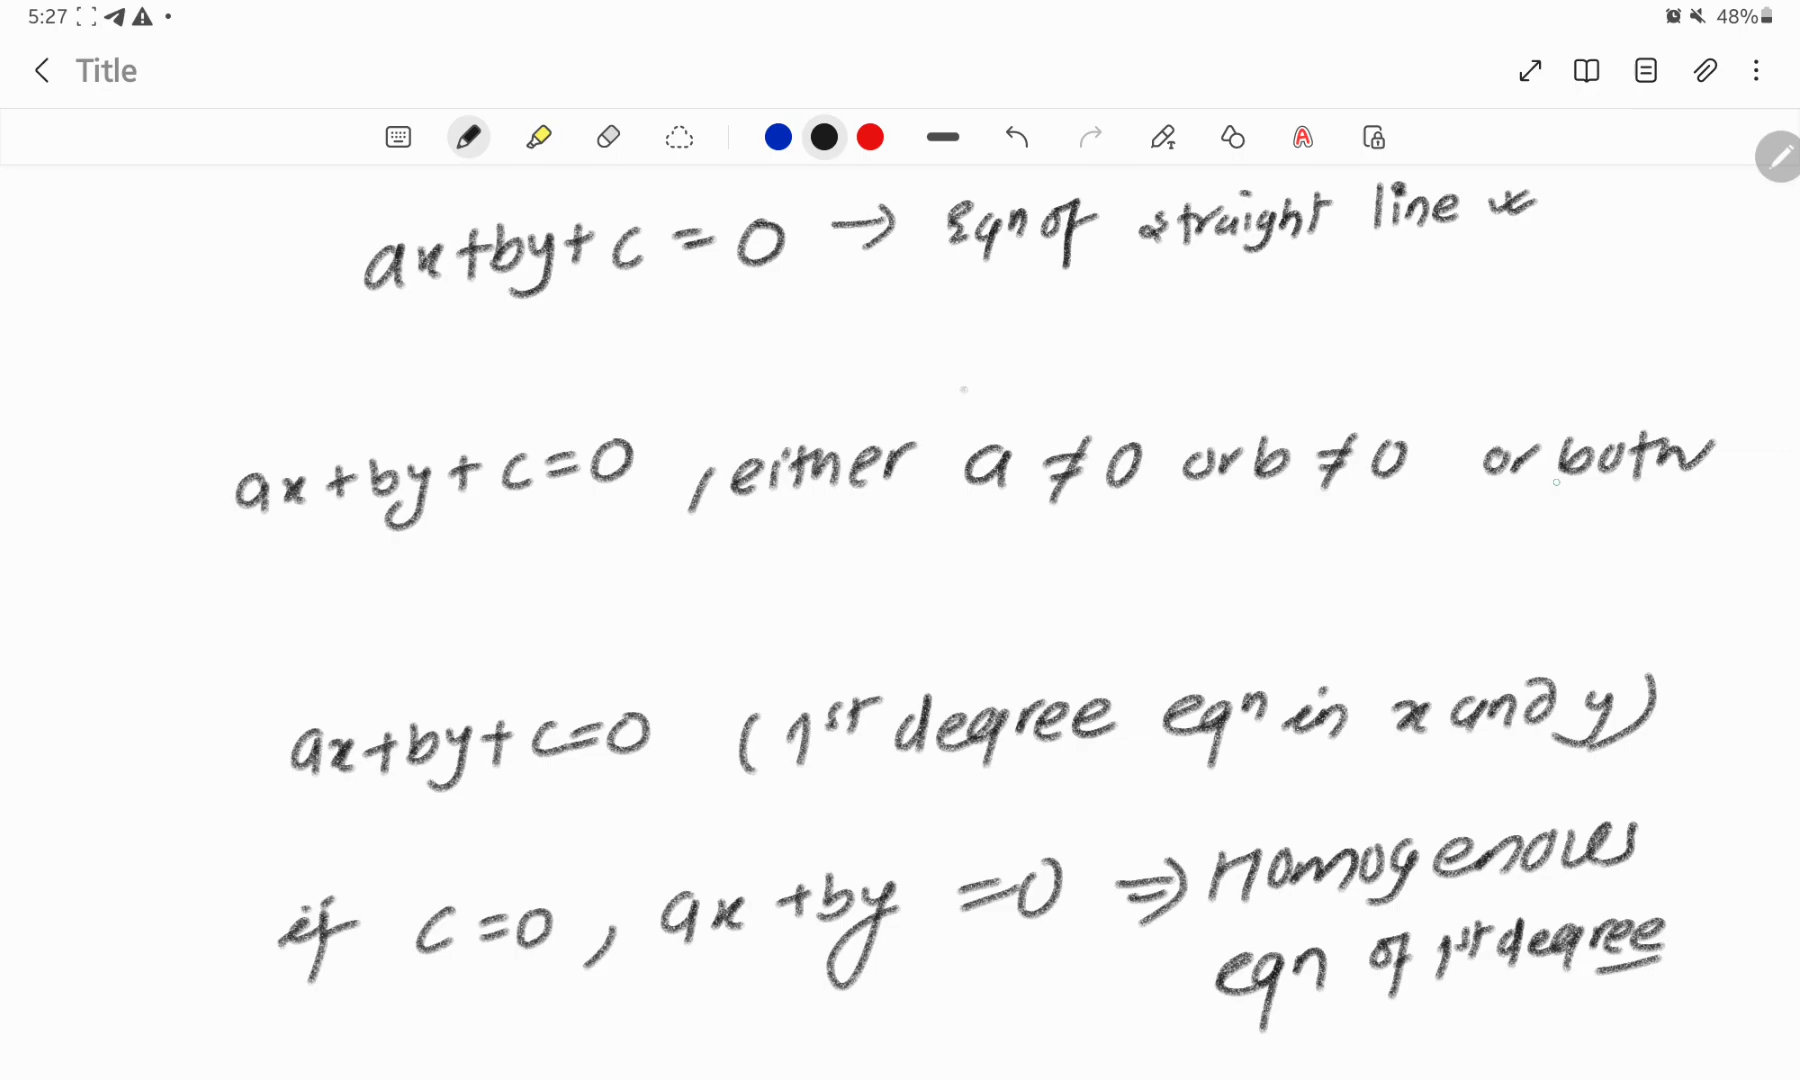 5:27
48%
Title
ax+by+c=0 → Eqn of straight line
ax+by+c=0 , either a≠0 or b≠0 or both
ax+by+c=0 (1st degree eqn in x and y)
if c=0, ax+by=0 ⇒ Homogenous
eqn of 1st degree